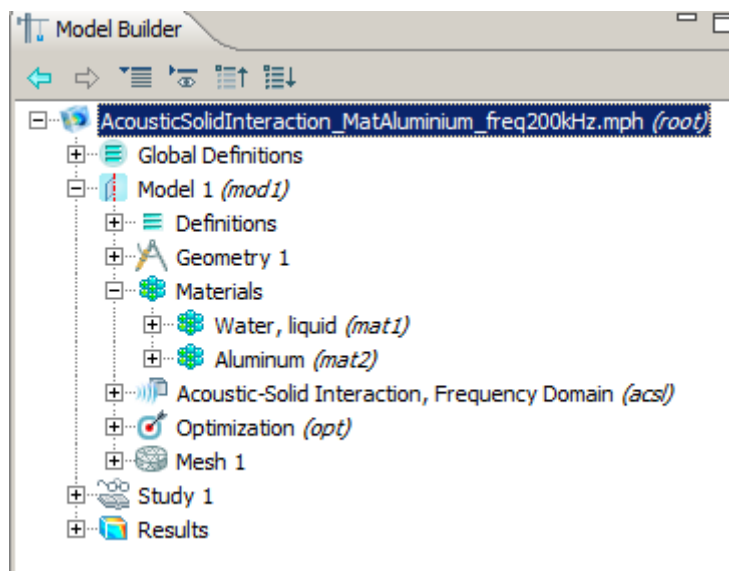 Model Builder
AcousticSolidInteraction_MatAluminium_freq200kHz.mph (root)
Global Definitions
Model 1 (mod1)
Definitions
Geometry 1
Materials
Water, liquid (mat1)
Aluminum (mat2)
Acoustic-Solid Interaction, Frequency Domain (acsl)
Optimization (opt)
Mesh 1
Study 1
Results